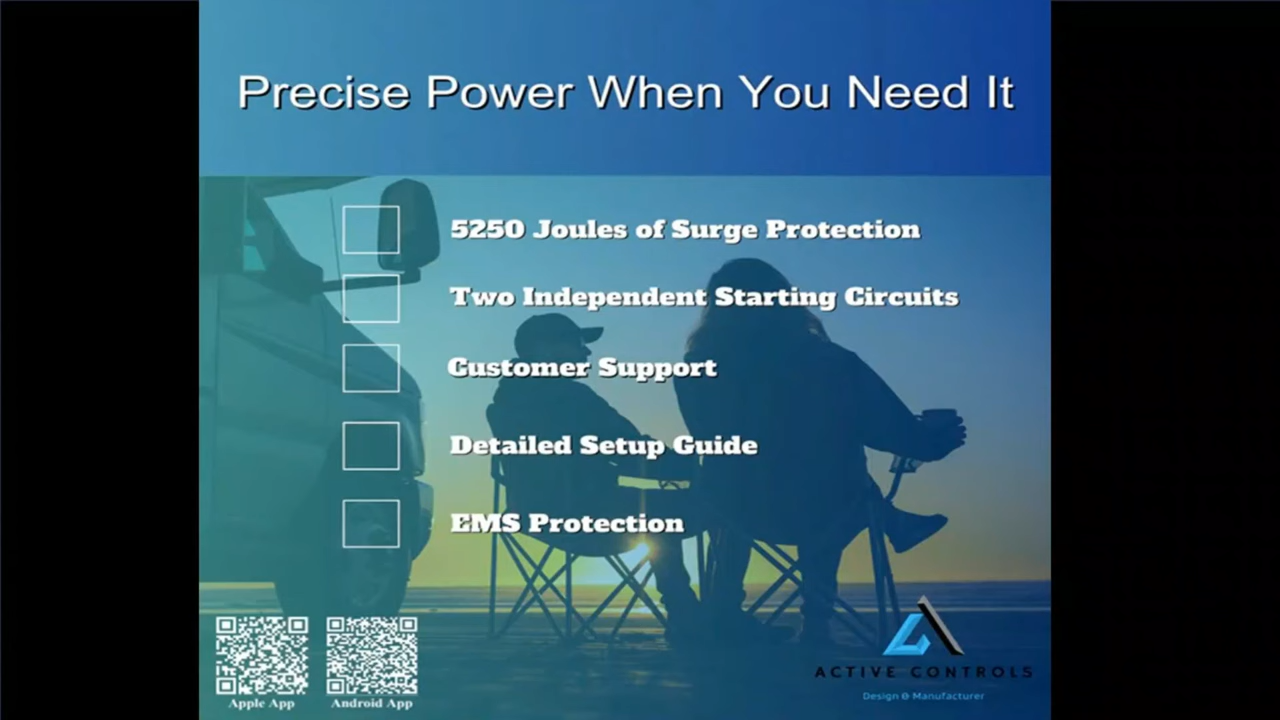 Precise Power When You Need It
5250 Joules of Surge Protection
Two Independent Starting Circuits
Customer Support
Detailed Setup Guide
EMS Protection
Apple App
Android App
ACTIVE CONTROLS
Design & Manufacturer